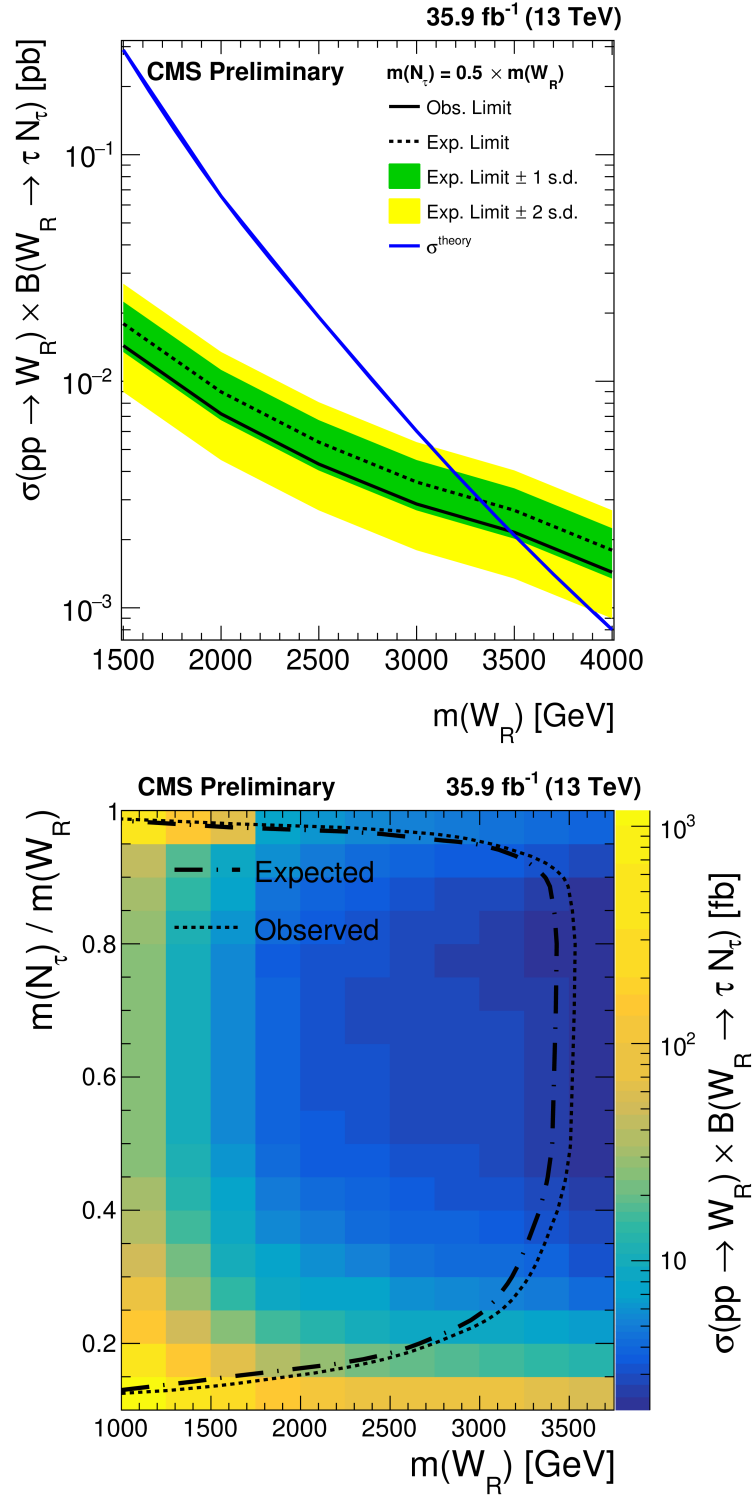 35.9 fb⁻¹ (13 TeV)
CMS Preliminary
m(N_τ) = 0.5 × m(W_R)
Obs. Limit
Exp. Limit
Exp. Limit ± 1 s.d.
Exp. Limit ± 2 s.d.
σ^theory
σ(pp → W_R) × B(W_R → τ N_τ) [pb]
10⁻¹
10⁻²
10⁻³
1500 2000 2500 3000 3500 4000
m(W_R) [GeV]
CMS Preliminary 35.9 fb⁻¹ (13 TeV)
m(N_τ) / m(W_R)
1
0.8
0.6
0.4
0.2
Expected
Observed
10³
10²
10
σ(pp → W_R) × B(W_R → τ N_τ) [fb]
1000 1500 2000 2500 3000 3500
m(W_R) [GeV]